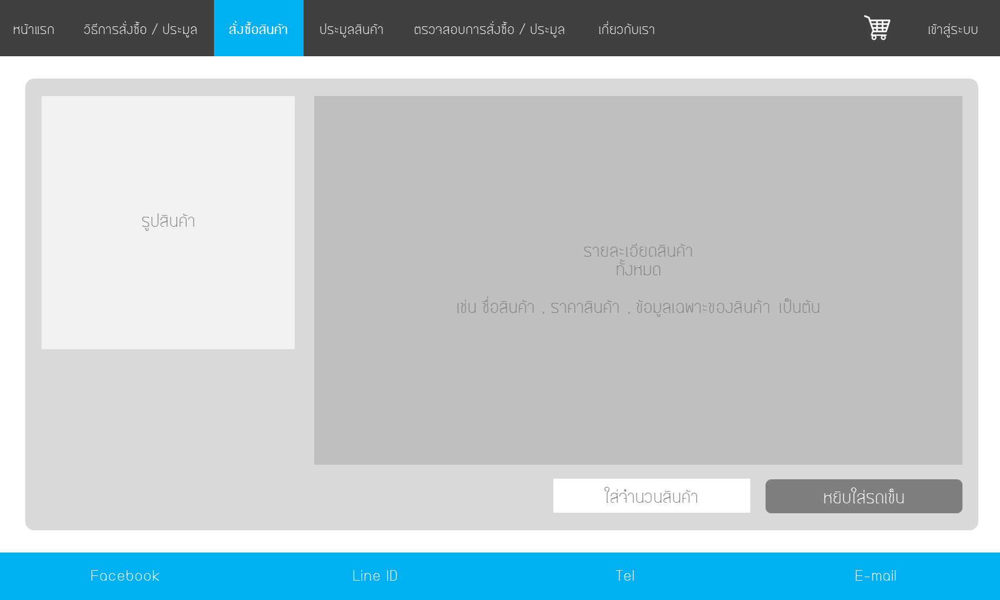 หน้าแรก
วิธีการสั่งซื้อ / ประมูล
สั่งซื้อสินค้า
ประมูลสินค้า
ตรวจสอบการสั่งซื้อ / ประมูล
เกี่ยวกับเรา
เข้าสู่ระบบ
รูปสินค้า
รายละเอียดสินค้า
ทั้งหมด
เช่น ชื่อสินค้า , ราคาสินค้า , ข้อมูลเฉพาะของสินค้า เป็นต้น
ใส่จำนวนสินค้า
หยิบใส่รถเข็น
Facebook
Line ID
Tel
E-mail